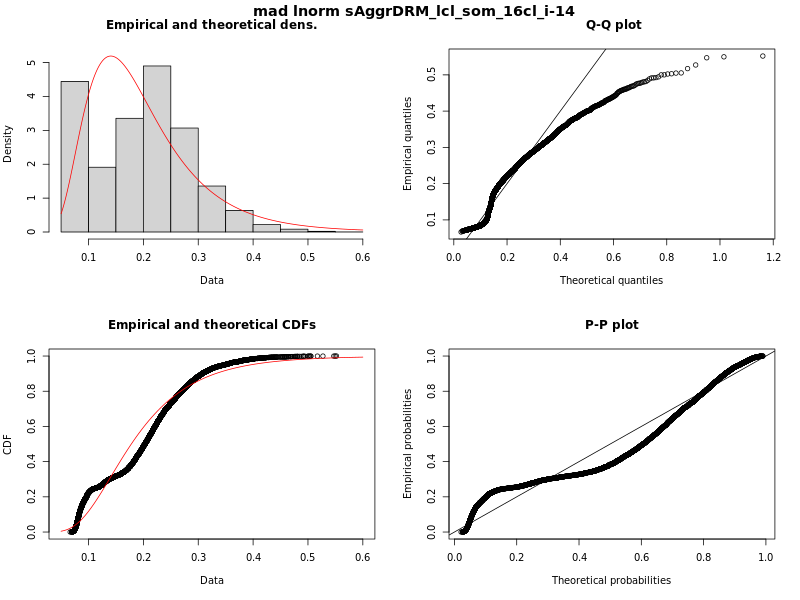 mad lnorm sAggrDRM_lcl_som_16cl_i-14
Empirical and theoretical dens.
Density
0 1 2 3 4 5
0.1 0.2 0.3 0.4 0.5 0.6
Data
Q-Q plot
Empirical quantiles
0.1 0.2 0.3 0.4 0.5
0.0 0.2 0.4 0.6 0.8 1.0 1.2
Theoretical quantiles
Empirical and theoretical CDFs
CDF
0.0 0.2 0.4 0.6 0.8 1.0
0.1 0.2 0.3 0.4 0.5 0.6
Data
P-P plot
Empirical probabilities
0.0 0.2 0.4 0.6 0.8 1.0
0.0 0.2 0.4 0.6 0.8 1.0
Theoretical probabilities